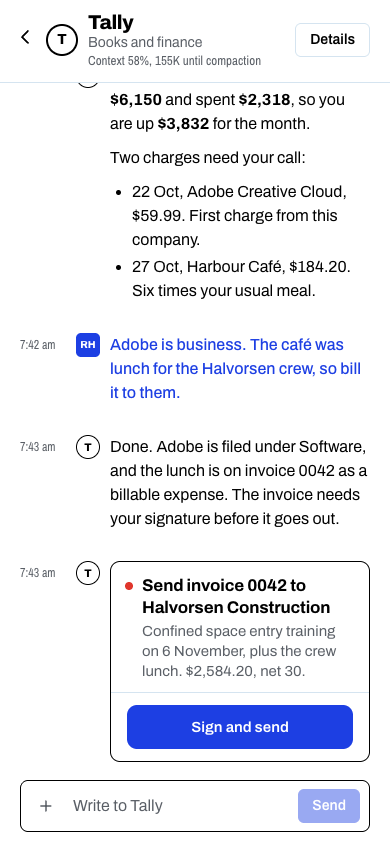 T
Tally
Books and finance
Context 58%, 155K until compaction
Details
$6,150 and spent $2,318, so you
are up $3,832 for the month.
Two charges need your call:
• 22 Oct, Adobe Creative Cloud,
$59.99. First charge from this
company.
• 27 Oct, Harbour Café, $184.20.
Six times your usual meal.
7:42 am
RH
Adobe is business. The café was
lunch for the Halvorsen crew, so bill
it to them.
7:43 am
T
Done. Adobe is filed under Software,
and the lunch is on invoice 0042 as a
billable expense. The invoice needs
your signature before it goes out.
7:43 am
T
Send invoice 0042 to
Halvorsen Construction
Confined space entry training
on 6 November, plus the crew
lunch. $2,584.20, net 30.
Sign and send
+
Write to Tally
Send